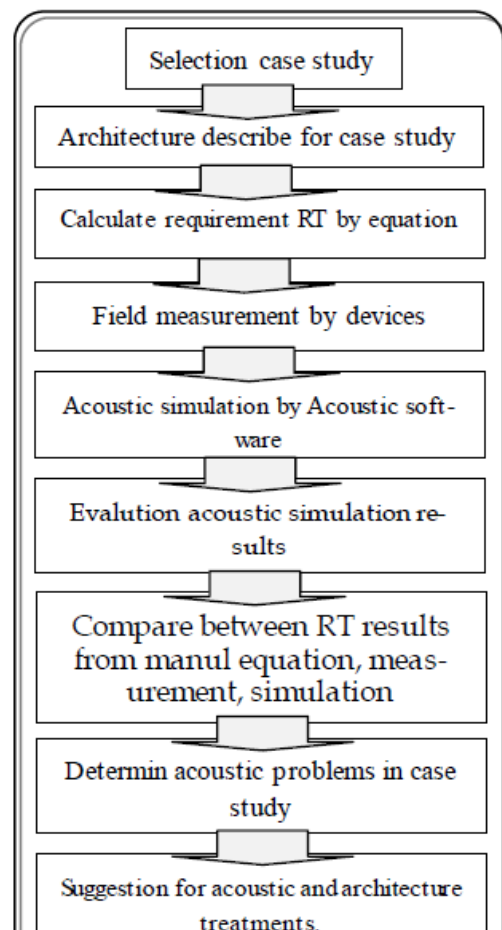 Selection case study
Architecture describe for case study
Calculate requirement RT by equation
Field measurement by devices
Acoustic simulation by Acoustic soft-
ware
Evalution acoustic simulation re-
sults
Compare between RT results
from manul equation, meas-
urement, simulation
Determin acoustic problems in case
study
Suggestion for acoustic and architecture
treatments.